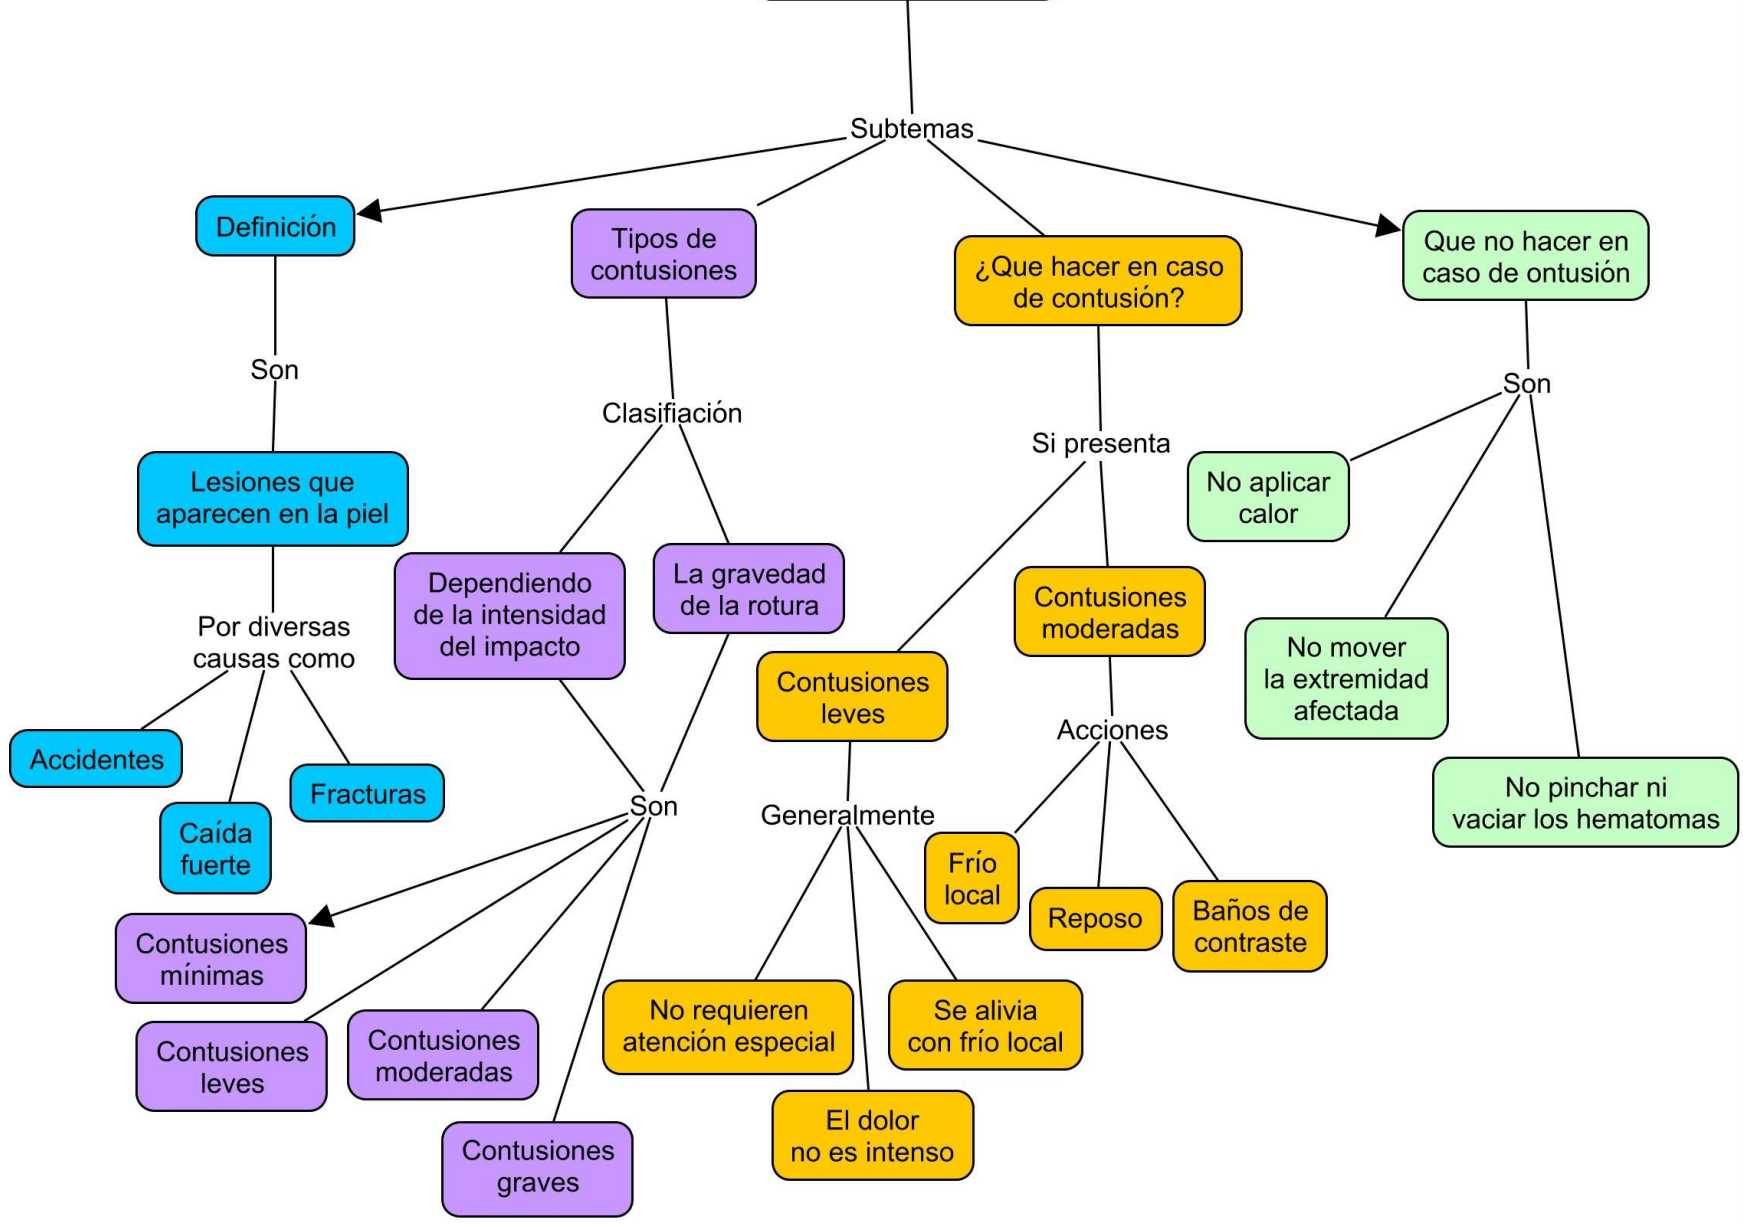 Subtemas
Definición
Son
Lesiones que
aparecen en la piel
Por diversas
causas como
Accidentes
Caída
fuerte
Fracturas
Tipos de
contusiones
Clasifiación
Dependiendo
de la intensidad
del impacto
La gravedad
de la rotura
Son
Contusiones
mínimas
Contusiones
leves
Contusiones
moderadas
Contusiones
graves
¿Que hacer en caso
de contusión?
Si presenta
Contusiones
leves
Generalmente
No requieren
atención especial
El dolor
no es intenso
Se alivia
con frío local
Contusiones
moderadas
Acciones
Frío
local
Reposo
Baños de
contraste
Que no hacer en
caso de ontusión
Son
No aplicar
calor
No mover
la extremidad
afectada
No pinchar ni
vaciar los hematomas